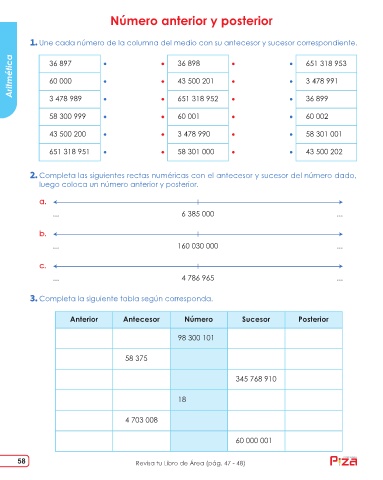 Número anterior y posterior
Aritmética
1. Une cada número de la columna del medio con su antecesor y sucesor correspondiente.
36 897 • • 36 898 • • 651 318 953
60 000 • • 43 500 201 • • 3 478 991
3 478 989 • • 651 318 952 • • 36 899
58 300 999 • • 60 001 • • 60 002
43 500 200 • • 3 478 990 • • 58 301 001
651 318 951 • • 58 301 000 • • 43 500 202
2. Completa las siguientes rectas numéricas con el antecesor y sucesor del número dado,
luego coloca un número anterior y posterior.
a.
... 6 385 000 ...
b.
... 160 030 000 ...
c.
... 4 786 965 ...
3. Completa la siguiente tabla según corresponda.
Anterior Antecesor Número Sucesor Posterior
98 300 101
58 375
345 768 910
18
4 703 008
60 000 001
58
Revisa tu Libro de Área (pág. 47 - 48)
Pizza